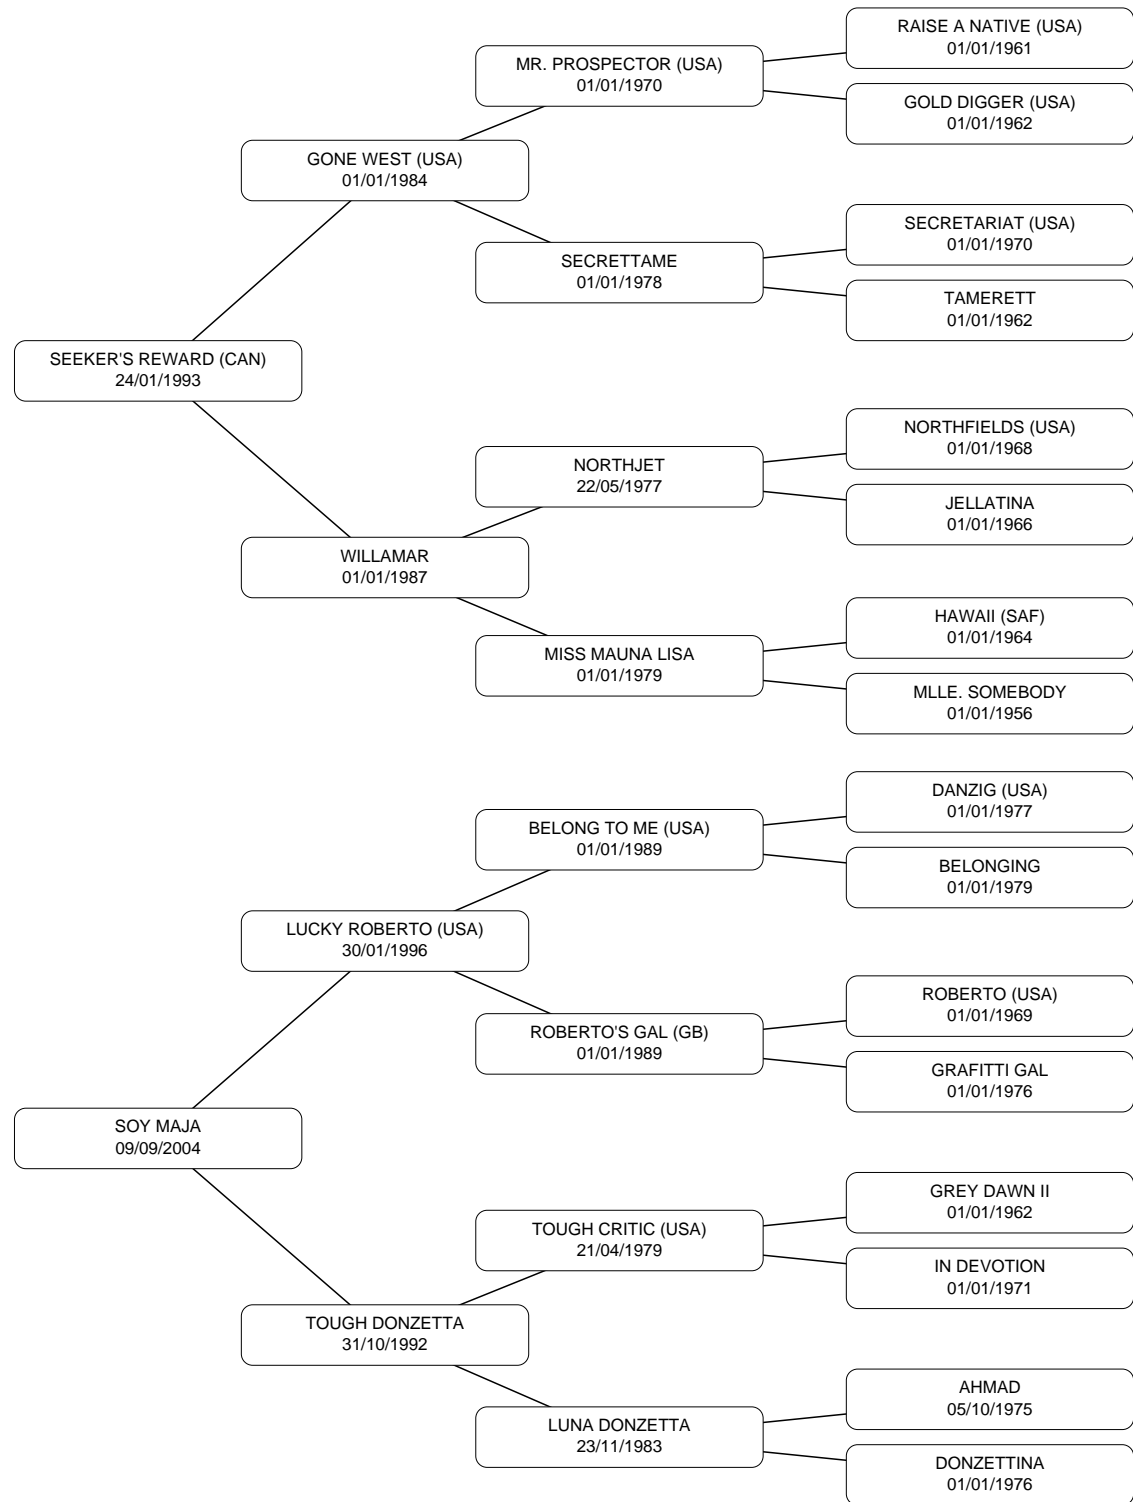 RAISE A NATIVE (USA)
01/01/1961
MR. PROSPECTOR (USA)
01/01/1970
GOLD DIGGER (USA)
01/01/1962
GONE WEST (USA)
01/01/1984
SECRETARIAT (USA)
01/01/1970
SECRETTAME
01/01/1978
TAMERETT
01/01/1962
SEEKER'S REWARD (CAN)
24/01/1993
NORTHFIELDS (USA)
01/01/1968
NORTHJET
22/05/1977
JELLATINA
01/01/1966
WILLAMAR
01/01/1987
HAWAII (SAF)
01/01/1964
MISS MAUNA LISA
01/01/1979
MLLE. SOMEBODY
01/01/1956
DANZIG (USA)
01/01/1977
BELONG TO ME (USA)
01/01/1989
BELONGING
01/01/1979
LUCKY ROBERTO (USA)
30/01/1996
ROBERTO (USA)
01/01/1969
ROBERTO'S GAL (GB)
01/01/1989
GRAFITTI GAL
01/01/1976
SOY MAJA
09/09/2004
GREY DAWN II
01/01/1962
TOUGH CRITIC (USA)
21/04/1979
IN DEVOTION
01/01/1971
TOUGH DONZETTA
31/10/1992
AHMAD
05/10/1975
LUNA DONZETTA
23/11/1983
DONZETTINA
01/01/1976